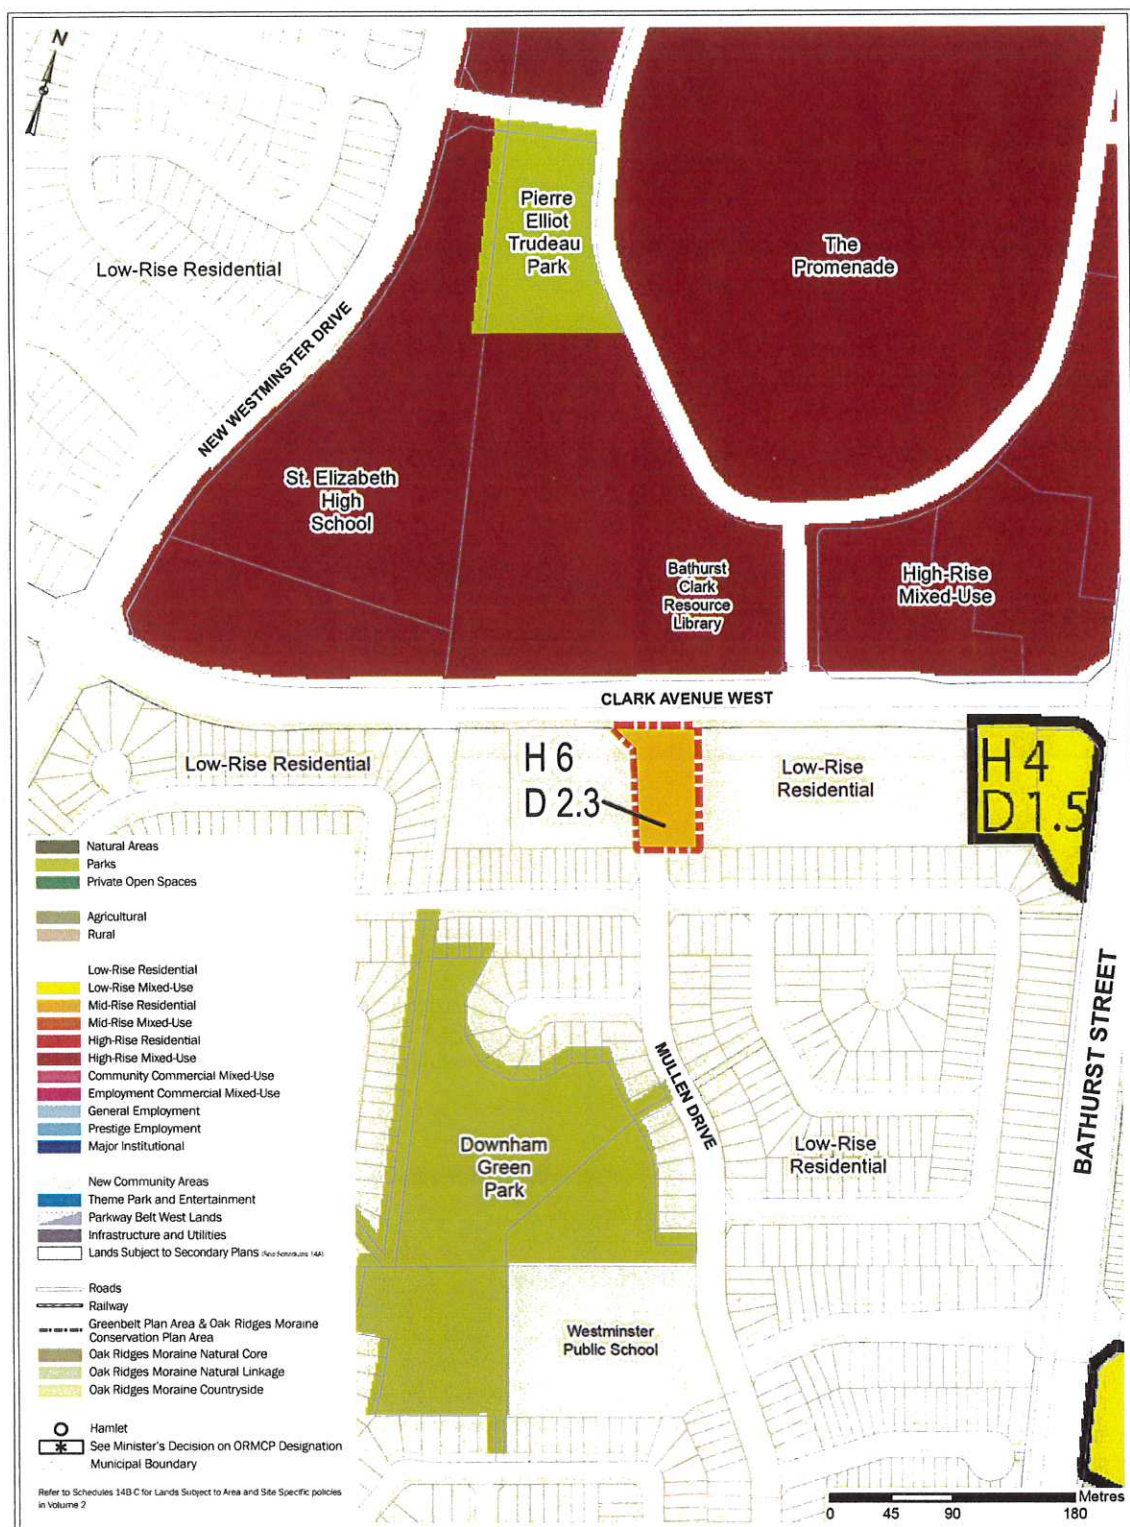 N
Pierre
Elliot
Trudeau
Park
The
Promenade
Low-Rise Residential
NEW WESTMINSTER DRIVE
St. Elizabeth
High
School
Bathurst
Clark
Resource
Library
High-Rise
Mixed-Use
CLARK AVENUE WEST
Low-Rise Residential
H 6
D 2.3
Low-Rise
Residential
H 4
D 1.5
Natural Areas
Parks
Private Open Spaces
Agricultural
Rural
Low-Rise Residential
Low-Rise Mixed-Use
Mid-Rise Residential
Mid-Rise Mixed-Use
High-Rise Residential
High-Rise Mixed-Use
Community Commercial Mixed-Use
Employment Commercial Mixed-Use
General Employment
Prestige Employment
Major Institutional
New Community Areas
Theme Park and Entertainment
Parkway Belt West Lands
Infrastructure and Utilities
Lands Subject to Secondary Plans (See Schedules 14A)
Roads
Railway
Greenbelt Plan Area & Oak Ridges Moraine
Conservation Plan Area
Oak Ridges Moraine Natural Core
Oak Ridges Moraine Natural Linkage
Oak Ridges Moraine Countryside
Hamlet
See Minister's Decision on ORMCP Designation
Municipal Boundary
Refer to Schedules 14B-C for Lands Subject to Area and Site Specific policies
in Volume 2
MULLEN DRIVE
BATHURST STREET
Downham
Green
Park
Low-Rise
Residential
Westminster
Public School
Metres
0 45 90 180